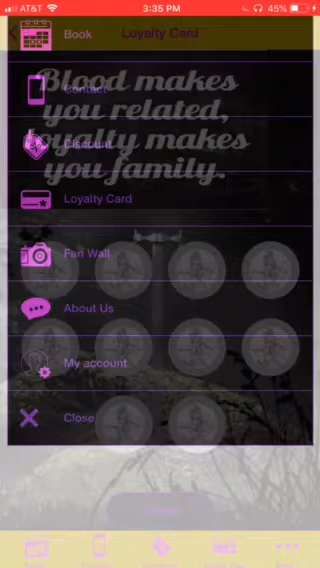 AT&T
3:35 PM
45%
Book
Loyalty Card
Blood makes
you related,
loyalty makes
you family.
Contact
Discount
Loyalty Card
Fan Wall
About Us
My account
Close